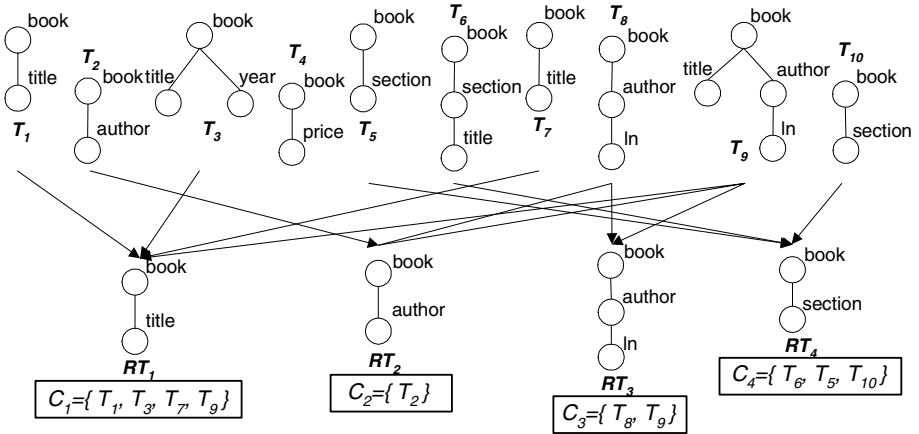 book
title
T1
T2
book
author
book
title
year
T3
T4
book
price
book
section
T5
T6
book
section
title
book
title
T7
T8
book
author
ln
book
title
author
ln
T9
T10
book
section
book
title
RT1
C1={ T1, T3, T7, T9}
book
author
RT2
C2={ T2}
book
author
ln
RT3
C3={ T8, T9}
book
section
RT4
C4={ T6, T5, T10}